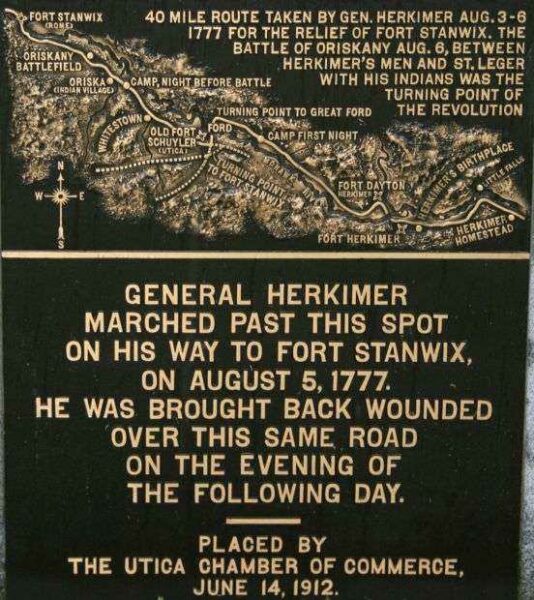 40 MILE ROUTE TAKEN BY GEN. HERKIMER AUG. 3-6
1777 FOR THE RELIEF OF FORT STANWIX. THE
BATTLE OF ORISKANY AUG. 6, BETWEEN
HERKIMER'S MEN AND ST. LEGER
WITH HIS INDIANS WAS THE
TURNING POINT OF
THE REVOLUTION
FORT STANWIX
(ROME)
ORISKANY
BATTLEFIELD
ORISKA
(INDIAN VILLAGE)
CAMP, NIGHT BEFORE BATTLE
WHITESTOWN
OLD FORT
SCHUYLER
(UTICA)
TURNING POINT TO GREAT FORD
FORD
CAMP FIRST NIGHT
TURNING POINT
TO FORT STANWIX
FORT DAYTON
HERKIMER
HERKIMER'S BIRTHPLACE
LITTLE FALLS
FORT HERKIMER
HERKIMER
HOMESTEAD
N
W E
S
GENERAL HERKIMER
MARCHED PAST THIS SPOT
ON HIS WAY TO FORT STANWIX,
ON AUGUST 5, 1777.
HE WAS BROUGHT BACK WOUNDED
OVER THIS SAME ROAD
ON THE EVENING OF
THE FOLLOWING DAY.
PLACED BY
THE UTICA CHAMBER OF COMMERCE,
JUNE 14, 1912.